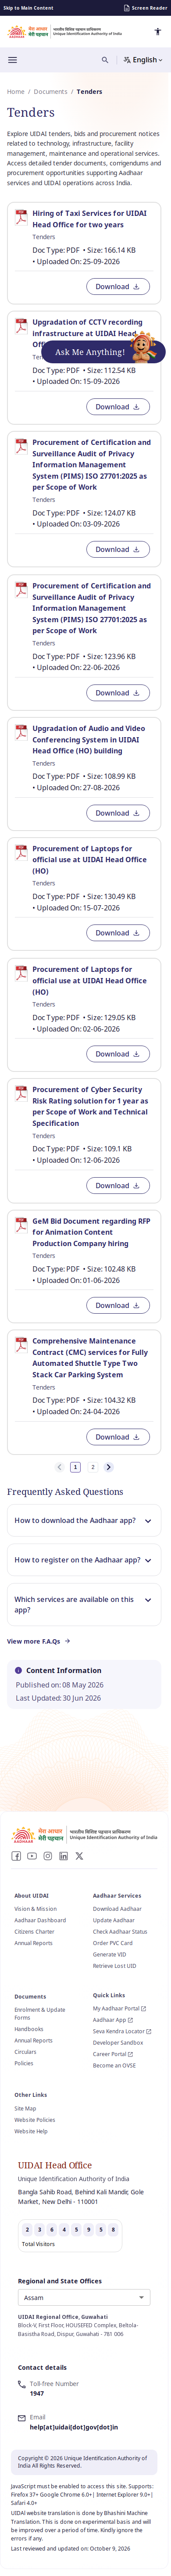 Skip to Main Content
Screen Reader
AADHAAR
मेरा आधार
मेरी पहचान
भारतीय विशिष्ट पहचान प्राधिकरण
Unique Identification Authority of India
English
Home / Documents / Tenders
Tenders
Explore UIDAI tenders, bids and procurement notices
related to technology, infrastructure, facility
management, maintenance and operational services.
Access detailed tender documents, corrigendums and
procurement opportunities supporting Aadhaar
services and UIDAI operations across India.
Hiring of Taxi Services for UIDAI
Head Office for two years
Tenders
Doc Type: PDF • Size: 166.14 KB
• Uploaded On: 25-09-2026
Download
Upgradation of CCTV recording
infrastructure at UIDAI Head
Ask Me Anything!
Doc Type: PDF • Size: 112.54 KB
• Uploaded On: 15-09-2026
Download
Procurement of Certification and
Surveillance Audit of Privacy
Information Management
System (PIMS) ISO 27701:2025 as
per Scope of Work
Tenders
Doc Type: PDF • Size: 124.07 KB
• Uploaded On: 03-09-2026
Download
Procurement of Certification and
Surveillance Audit of Privacy
Information Management
System (PIMS) ISO 27701:2025 as
per Scope of Work
Tenders
Doc Type: PDF • Size: 123.96 KB
• Uploaded On: 22-06-2026
Download
Upgradation of Audio and Video
Conferencing System in UIDAI
Head Office (HO) building
Tenders
Doc Type: PDF • Size: 108.99 KB
• Uploaded On: 27-08-2026
Download
Procurement of Laptops for
official use at UIDAI Head Office
(HO)
Tenders
Doc Type: PDF • Size: 130.49 KB
• Uploaded On: 15-07-2026
Download
Procurement of Laptops for
official use at UIDAI Head Office
(HO)
Tenders
Doc Type: PDF • Size: 129.05 KB
• Uploaded On: 02-06-2026
Download
Procurement of Cyber Security
Risk Rating solution for 1 year as
per Scope of Work and Technical
Specification
Tenders
Doc Type: PDF • Size: 109.1 KB
• Uploaded On: 12-06-2026
Download
GeM Bid Document regarding RFP
for Animation Content
Production Company hiring
Tenders
Doc Type: PDF • Size: 102.48 KB
• Uploaded On: 01-06-2026
Download
Comprehensive Maintenance
Contract (CMC) services for Fully
Automated Shuttle Type Two
Stack Car Parking System
Tenders
Doc Type: PDF • Size: 104.32 KB
• Uploaded On: 24-04-2026
Download
1 2
Frequently Asked Questions
How to download the Aadhaar app?
How to register on the Aadhaar app?
Which services are available on this
app?
View more F.A.Qs
Content Information
Published on: 08 May 2026
Last Updated: 30 Jun 2026
AADHAAR
मेरा आधार
मेरी पहचान
भारतीय विशिष्ट पहचान प्राधिकरण
Unique Identification Authority of India
About UIDAI
Vision & Mission
Aadhaar Dashboard
Citizens Charter
Annual Reports
Aadhaar Services
Download Aadhaar
Update Aadhaar
Check Aadhaar Status
Order PVC Card
Generate VID
Retrieve Lost UID
Documents
Enrolment & Update
Forms
Handbooks
Annual Reports
Circulars
Policies
Quick Links
My Aadhaar Portal
Aadhaar App
Seva Kendra Locator
Developer Sandbox
Career Portal
Become an OVSE
Other Links
Site Map
Website Policies
Website Help
UIDAI Head Office
Unique Identification Authority of India
Bangla Sahib Road, Behind Kali Mandir, Gole
Market, New Delhi - 110001
2 3 6 4 5 9 5 8
Total Visitors
Regional and State Offices
Assam
UIDAI Regional Office, Guwahati
Block-V, First Floor, HOUSEFED Complex, Beltola-
Basistha Road, Dispur, Guwahati - 781 006
Contact details
Toll-free Number
1947
Email
help[at]uidai[dot]gov[dot]in
Copyright © 2026 Unique Identification Authority of
India All Rights Reserved.
JavaScript must be enabled to access this site. Supports:
Firefox 37+ Google Chrome 6.0+| Internet Explorer 9.0+|
Safari 4.0+
UIDAI website translation is done by Bhashini Machine
Translation. This is done on experimental basis and will
be improved over a period of time. Kindly ignore the
errors if any.
Last reviewed and updated on: October 9, 2026